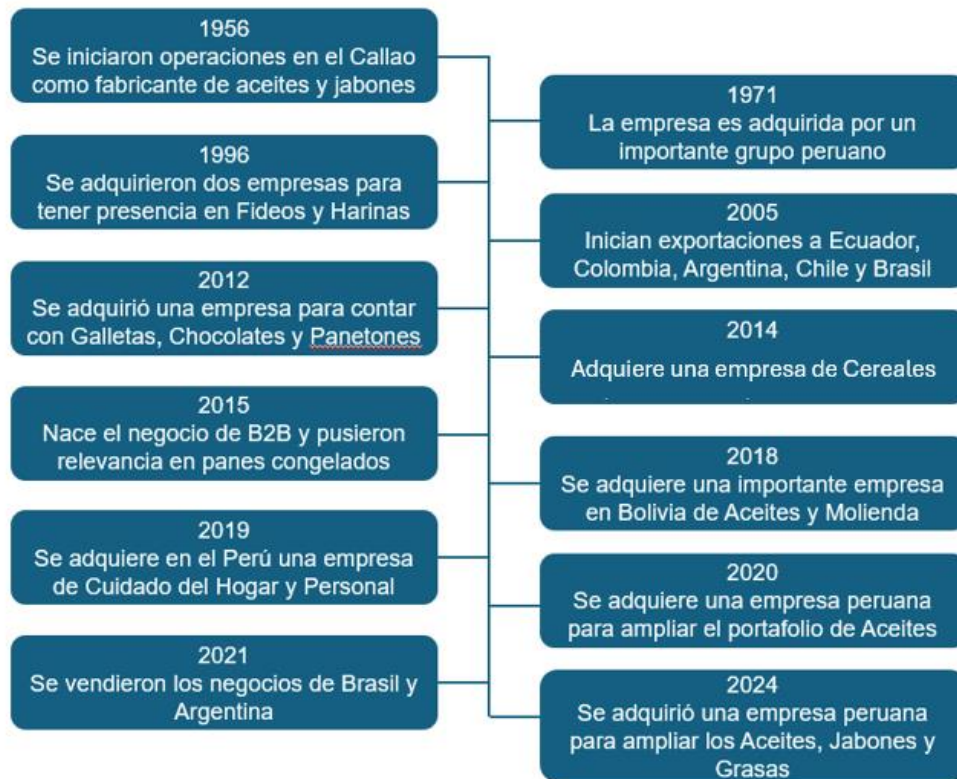 1956
Se iniciaron operaciones en el Callao
como fabricante de aceites y jabones
1971
La empresa es adquirida por un
importante grupo peruano
1996
Se adquirieron dos empresas para
tener presencia en Fideos y Harinas
2005
Inician exportaciones a Ecuador,
Colombia, Argentina, Chile y Brasil
2012
Se adquirió una empresa para contar
con Galletas, Chocolates y Panetones
2014
Adquiere una empresa de Cereales
2015
Nace el negocio de B2B y pusieron
relevancia en panes congelados
2018
Se adquiere una importante empresa
en Bolivia de Aceites y Molienda
2019
Se adquiere en el Perú una empresa
de Cuidado del Hogar y Personal
2020
Se adquiere una empresa peruana
para ampliar el portafolio de Aceites
2021
Se vendieron los negocios de Brasil y
Argentina
2024
Se adquirió una empresa peruana
para ampliar los Aceites, Jabones y
Grasas